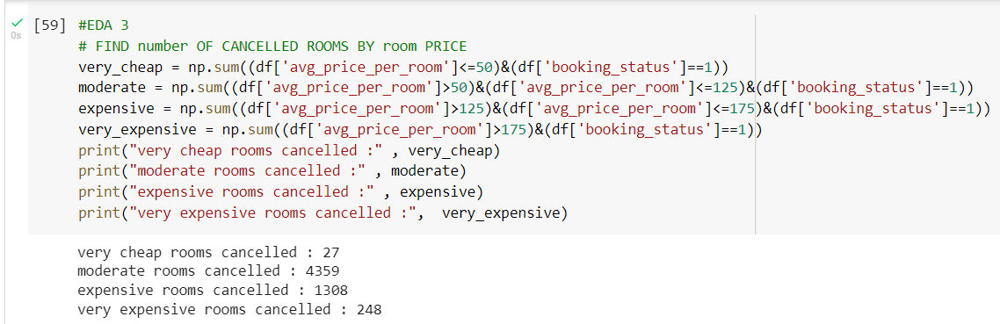 [59] #EDA 3
0s
# FIND number OF CANCELLED ROOMS BY room PRICE
very_cheap = np.sum((df['avg_price_per_room']<=50)&(df['booking_status']==1))
moderate = np.sum((df['avg_price_per_room']>50)&(df['avg_price_per_room']<=125)&(df['booking_status']==1))
expensive = np.sum((df['avg_price_per_room']>125)&(df['avg_price_per_room']<=175)&(df['booking_status']==1))
very_expensive = np.sum((df['avg_price_per_room']>175)&(df['booking_status']==1))
print("very cheap rooms cancelled :" , very_cheap)
print("moderate rooms cancelled :" , moderate)
print("expensive rooms cancelled :" , expensive)
print("very expensive rooms cancelled :",  very_expensive)
very cheap rooms cancelled : 27
moderate rooms cancelled : 4359
expensive rooms cancelled : 1308
very expensive rooms cancelled : 248